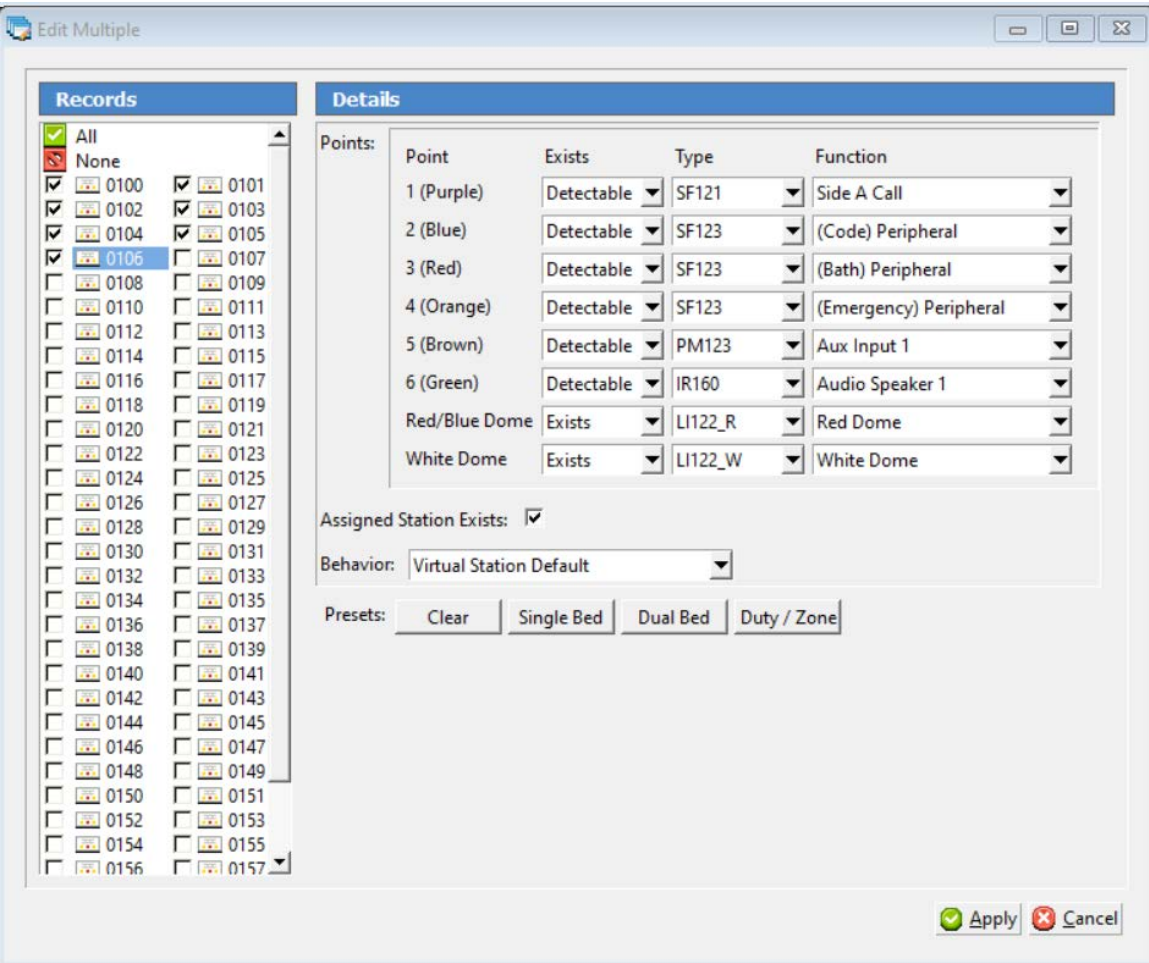 Edit Multiple
Records
All
None
0100 0101
0102 0103
0104 0105
0106 0107
0108 0109
0110 0111
0112 0113
0114 0115
0116 0117
0118 0119
0120 0121
0122 0123
0124 0125
0126 0127
0128 0129
0130 0131
0132 0133
0134 0135
0136 0137
0138 0139
0140 0141
0142 0143
0144 0145
0146 0147
0148 0149
0150 0151
0152 0153
0154 0155
0156 0157
Details
Points:
Point Exists Type Function
1 (Purple) Detectable SF121 Side A Call
2 (Blue) Detectable SF123 (Code) Peripheral
3 (Red) Detectable SF123 (Bath) Peripheral
4 (Orange) Detectable SF123 (Emergency) Peripheral
5 (Brown) Detectable PM123 Aux Input 1
6 (Green) Detectable IR160 Audio Speaker 1
Red/Blue Dome Exists LI122_R Red Dome
White Dome Exists LI122_W White Dome
Assigned Station Exists:
Behavior: Virtual Station Default
Presets: Clear Single Bed Dual Bed Duty / Zone
Apply Cancel